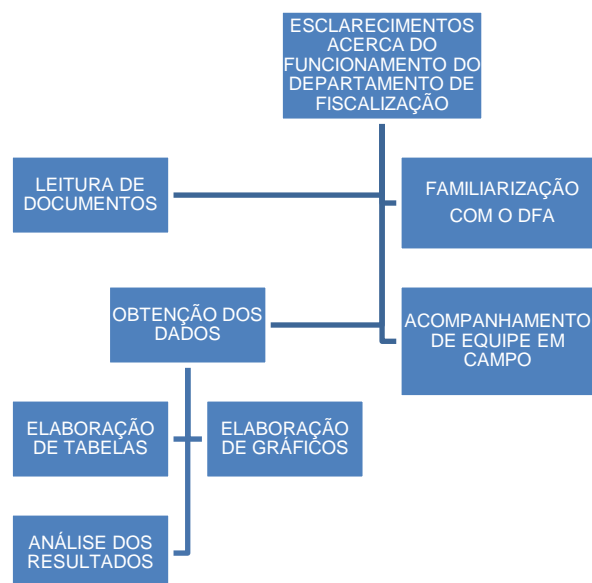 ESCLARECIMENTOS
ACERCA DO
FUNCIONAMENTO DO
DEPARTAMENTO DE
FISCALIZAÇÃO
LEITURA DE
DOCUMENTOS
FAMILIARIZAÇÃO
COM O DFA
OBTENÇÃO DOS
DADOS
ACOMPANHAMENTO
DE EQUIPE EM
CAMPO
ELABORAÇÃO
DE TABELAS
ELABORAÇÃO
DE GRÁFICOS
ANÁLISE DOS
RESULTADOS